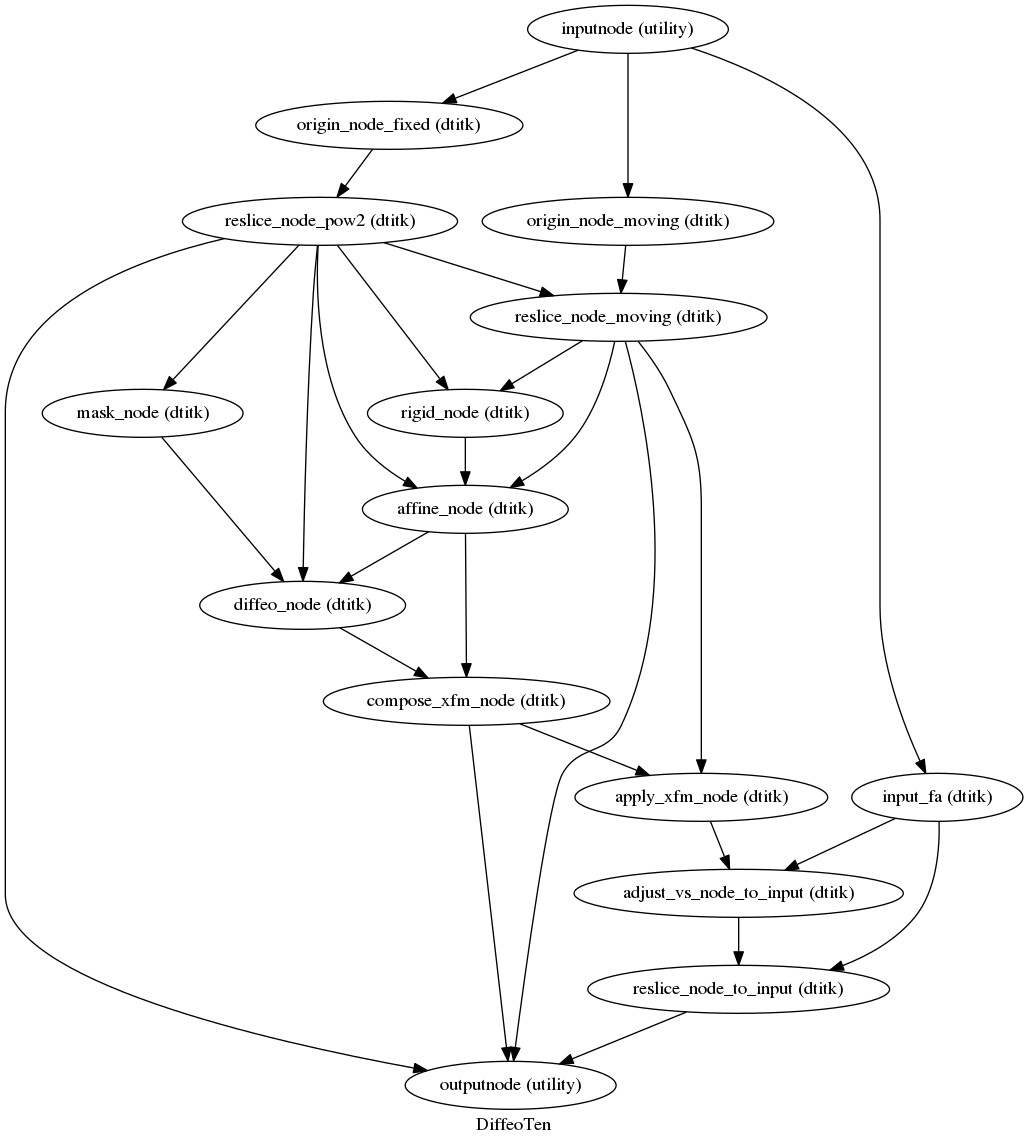 inputnode (utility)
origin_node_fixed (dtitk)
reslice_node_pow2 (dtitk)
origin_node_moving (dtitk)
reslice_node_moving (dtitk)
mask_node (dtitk)
rigid_node (dtitk)
affine_node (dtitk)
diffeo_node (dtitk)
compose_xfm_node (dtitk)
apply_xfm_node (dtitk)
input_fa (dtitk)
adjust_vs_node_to_input (dtitk)
reslice_node_to_input (dtitk)
outputnode (utility)
DiffeoTen